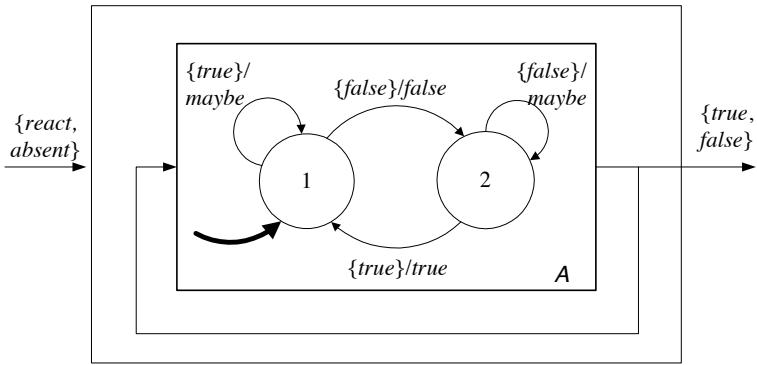 {true}/
maybe
{false}/false
{false}/
maybe
{react,
absent}
{true,
false}
1
2
{true}/true
A